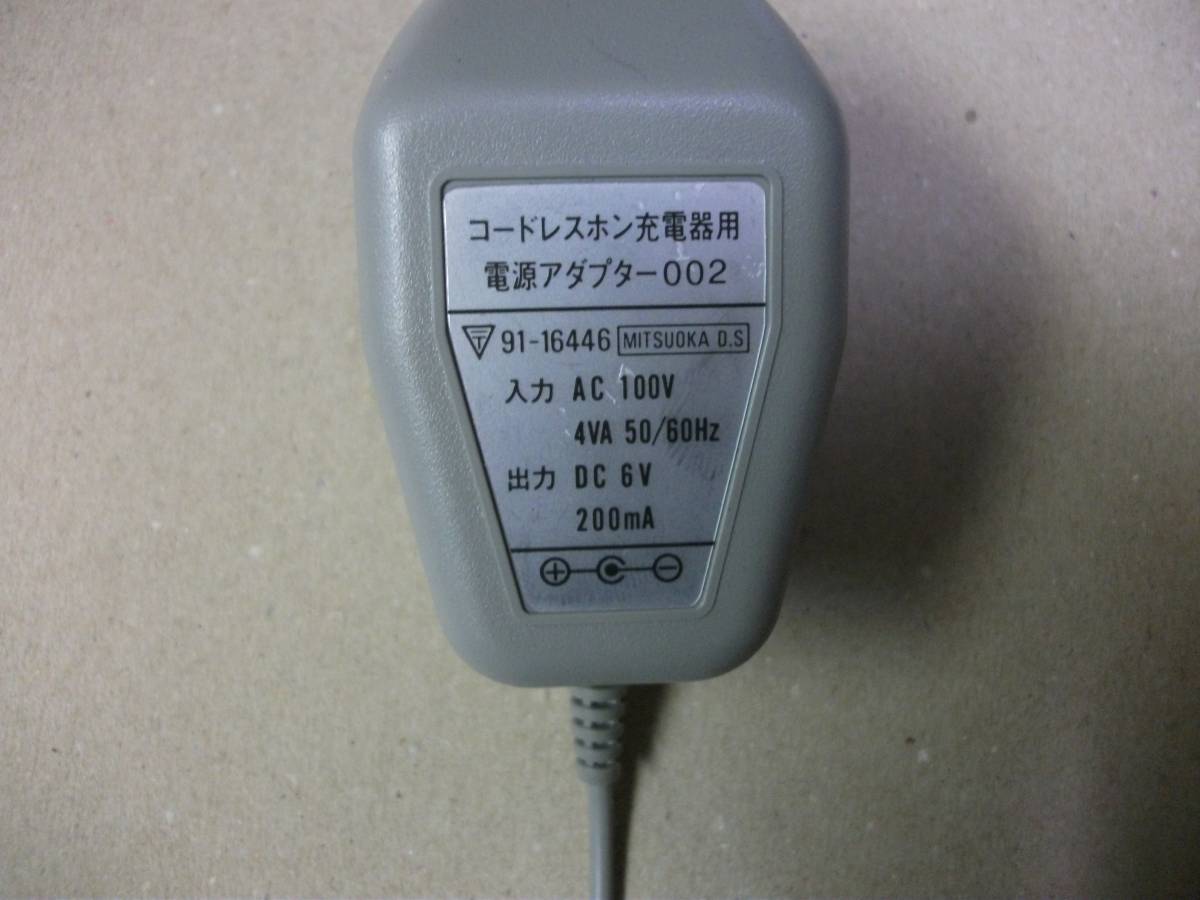 コードレスホン充電器用
電源アダプター002
91-16446 MITSUOKA D.S
入力 AC 100V
4VA 50/60Hz
出力 DC 6V
200mA